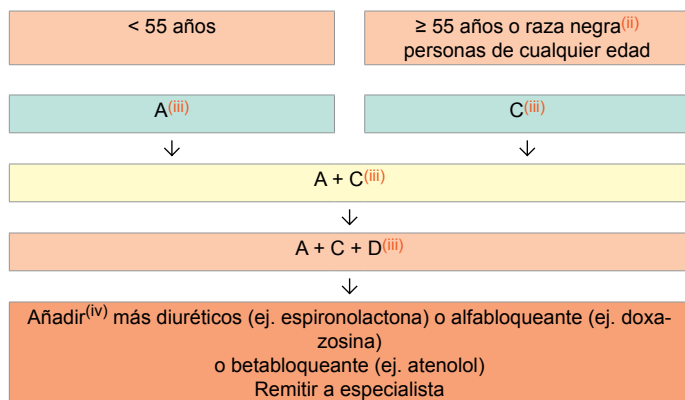 < 55 años
≥ 55 años o raza negra(ii)
personas de cualquier edad
A(iii)
C(iii)
A + C(iii)
A + C + D(iii)
Añadir(iv) más diuréticos (ej. espironolactona) o alfabloqueante (ej. doxa-
zosina)
o betabloqueante (ej. atenolol)
Remitir a especialista